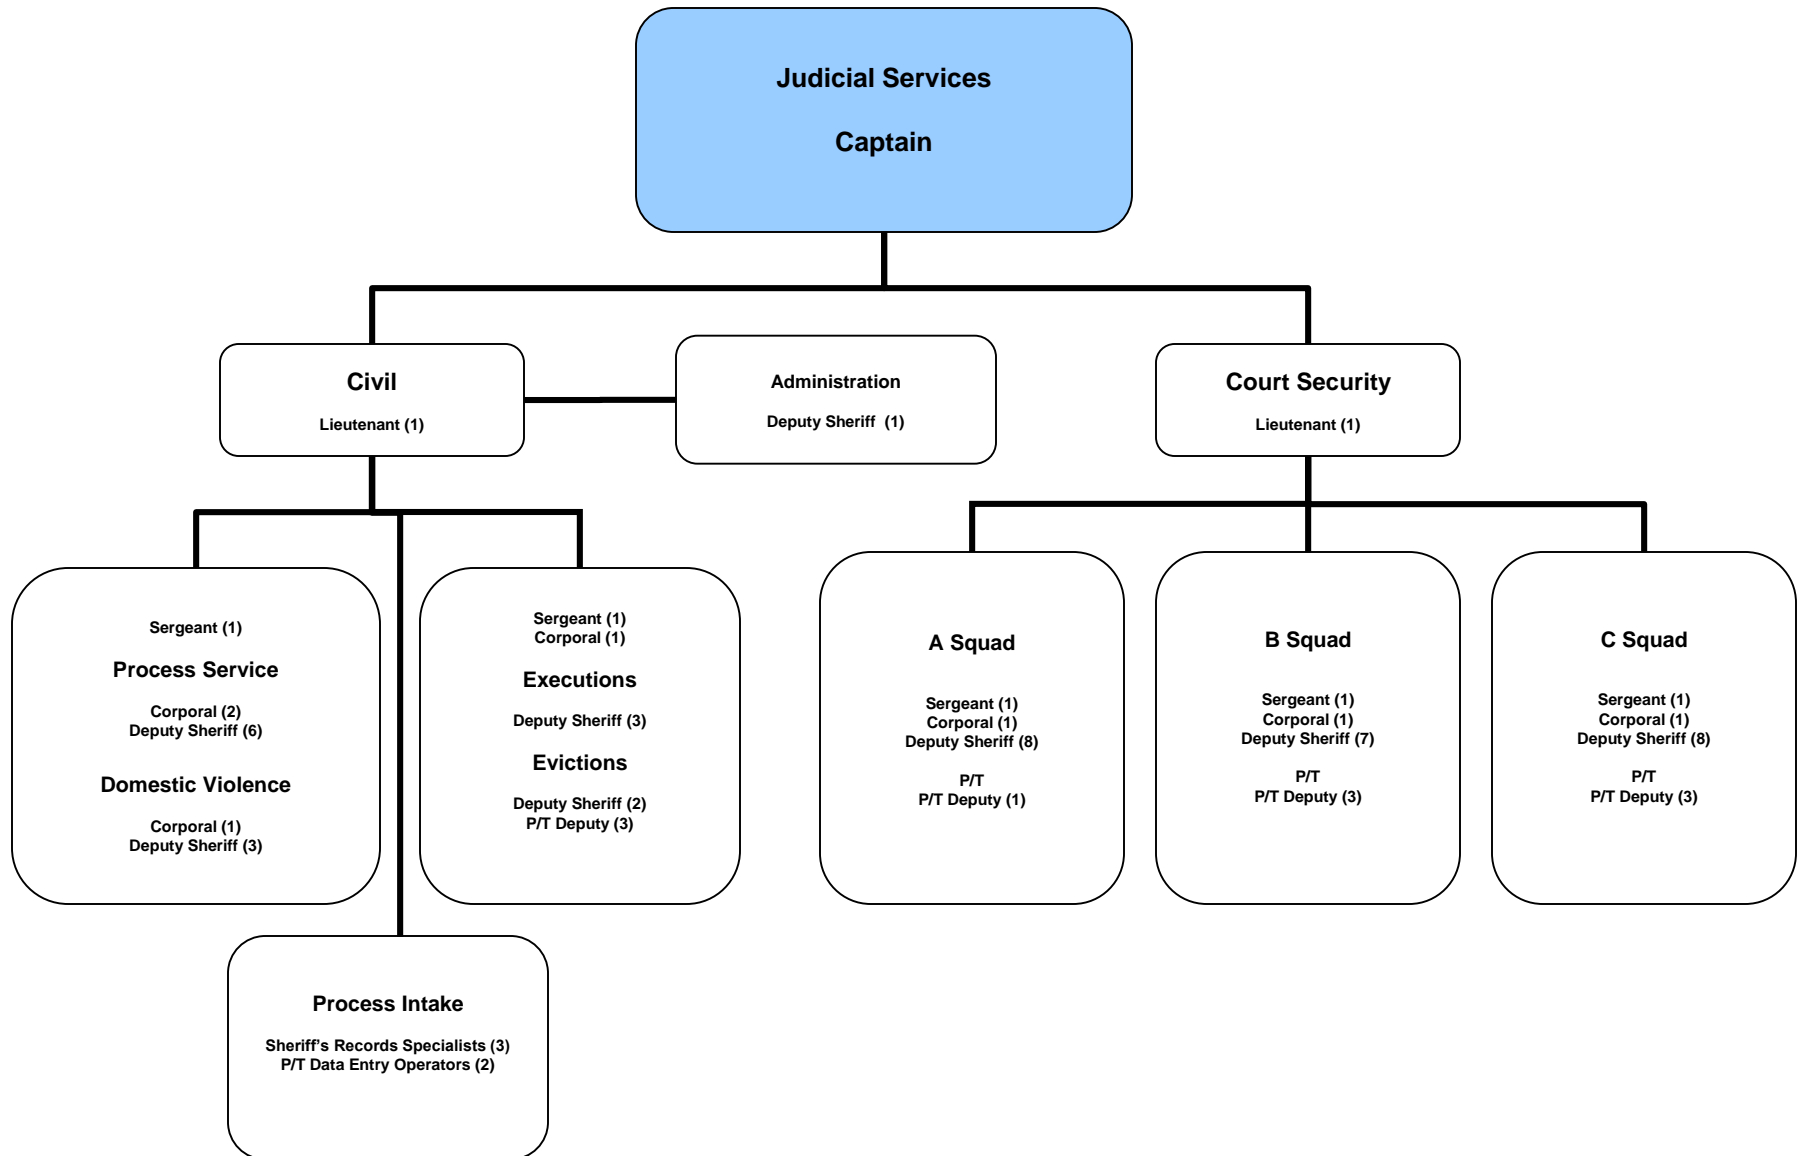 Judicial Services
Captain
Civil
Lieutenant (1)
Administration
Deputy Sheriff  (1)
Court Security
Lieutenant (1)
Sergeant (1)
Process Service
Corporal (2)
Deputy Sheriff (6)
Domestic Violence
Corporal (1)
Deputy Sheriff (3)
Sergeant (1)
Corporal (1)
Executions
Deputy Sheriff (3)
Evictions
Deputy Sheriff (2)
P/T Deputy (3)
A Squad
Sergeant (1)
Corporal (1)
Deputy Sheriff (8)
P/T
P/T Deputy (1)
B Squad
Sergeant (1)
Corporal (1)
Deputy Sheriff (7)
P/T
P/T Deputy (3)
C Squad
Sergeant (1)
Corporal (1)
Deputy Sheriff (8)
P/T
P/T Deputy (3)
Process Intake
Sheriff’s Records Specialists (3)
P/T Data Entry Operators (2)